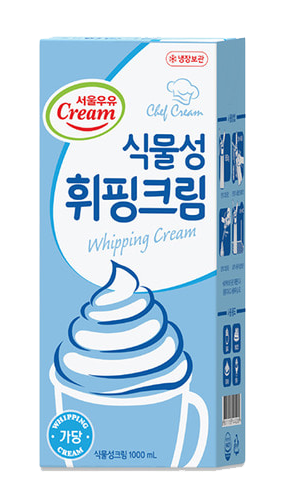 냉장보관
서울우유
Cream
Chef Cream
식물성
휘핑크림
Whipping Cream
WHIPPING
가당
CREAM
식물성크림 1000 mL